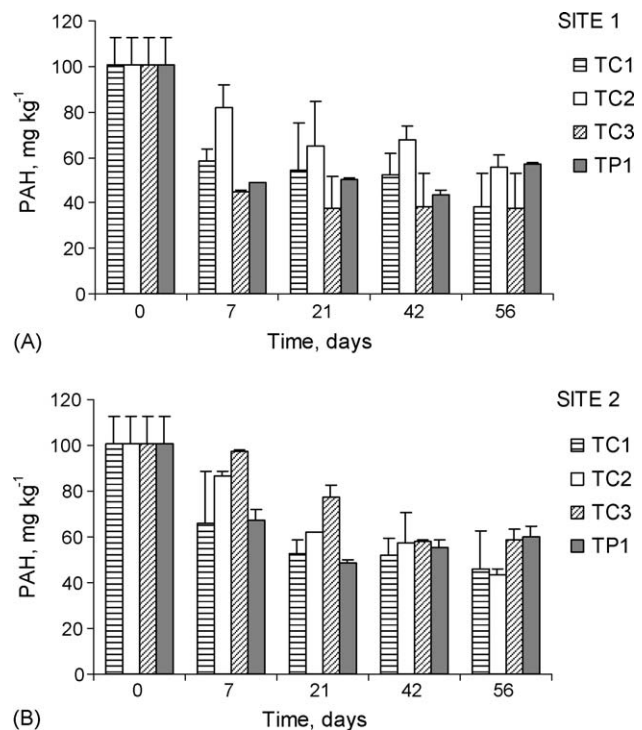 SITE 1
120
100
80
60
40
20
0
PAH, mg kg⁻¹
TC1
TC2
TC3
TP1
0 7 21 42 56
(A) Time, days
SITE 2
120
100
80
60
40
20
0
PAH, mg kg⁻¹
TC1
TC2
TC3
TP1
0 7 21 42 56
(B) Time, days